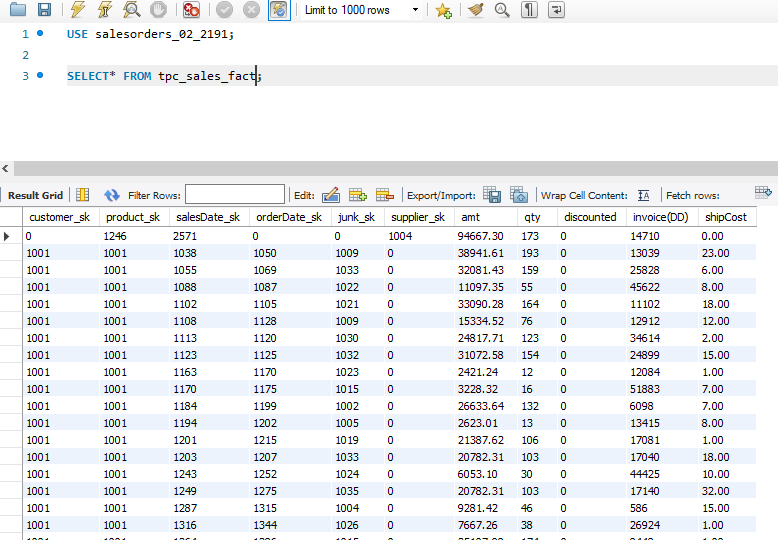 Limit to 1000 rows
1 USE salesorders_02_2191;
2
3 SELECT* FROM tpc_sales_fact;
Result Grid Filter Rows: Edit: Export/Import: Wrap Cell Content: Fetch rows:
customer_sk product_sk salesDate_sk orderDate_sk junk_sk supplier_sk amt qty discounted invoice(DD) shipCost
0 1246 2571 0 0 1004 94667.30 173 0 14710 0.00
1001 1001 1038 1050 1009 0 38941.61 193 0 13039 23.00
1001 1001 1055 1069 1033 0 32081.43 159 0 25828 6.00
1001 1001 1088 1087 1022 0 11097.35 55 0 45622 8.00
1001 1001 1102 1105 1021 0 33090.28 164 0 11102 18.00
1001 1001 1108 1128 1009 0 15334.52 76 0 12912 12.00
1001 1001 1113 1120 1030 0 24817.71 123 0 34614 2.00
1001 1001 1123 1125 1032 0 31072.58 154 0 24899 15.00
1001 1001 1163 1170 1023 0 2421.24 12 0 12084 1.00
1001 1001 1170 1175 1015 0 3228.32 16 0 51883 7.00
1001 1001 1184 1199 1002 0 26633.64 132 0 6098 7.00
1001 1001 1194 1202 1005 0 2623.01 13 0 13415 8.00
1001 1001 1201 1215 1019 0 21387.62 106 0 17081 1.00
1001 1001 1203 1207 1033 0 20782.31 103 0 17040 18.00
1001 1001 1243 1252 1024 0 6053.10 30 0 44425 10.00
1001 1001 1249 1275 1035 0 20782.31 103 0 17140 32.00
1001 1001 1287 1315 1004 0 9281.42 46 0 586 15.00
1001 1001 1316 1344 1026 0 7667.26 38 0 26924 1.00